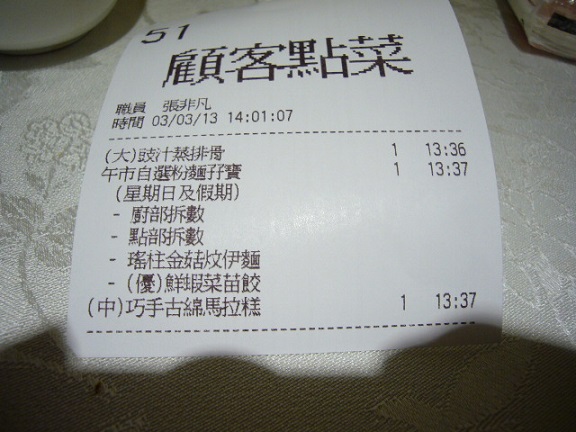 51
顧客點菜
職員 張非凡
時間 03/03/13 14:01:07
(大)豉汁蒸排骨 1 13:36
午市自選粉麵孖寶 1 13:37
(星期日及假期)
- 廚部拆數
- 點部拆數
- 瑤柱金菇炆伊麵
- (優)鮮蝦菜苗餃
(中)巧手古綿馬拉糕 1 13:37